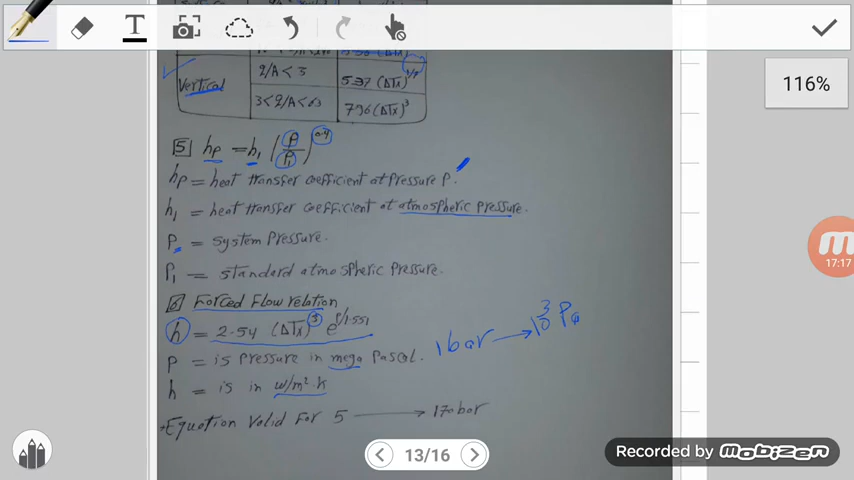 T
116%
Vertical
q/A < 3
5.37 (ΔTx)^1/7
3 < q/A < 63
796 (ΔTx)^3
5 hp = h1 (P/P1)^0.4
hp = heat transfer coefficient at Pressure P.
h1 = heat transfer coefficient at atmospheric pressure.
P = system Pressure.
P1 = standard atmospheric Pressure.
6 Forced Flow relation
h = 2.54 (ΔTx)^3 e^P/1.551
P = is Pressure in mega Pascal.
1 bar → 10^3 Pa
h = is in w/m².k
*Equation Valid For 5 → 170 bar
13/16
17:17
Recorded by MOBIZEN